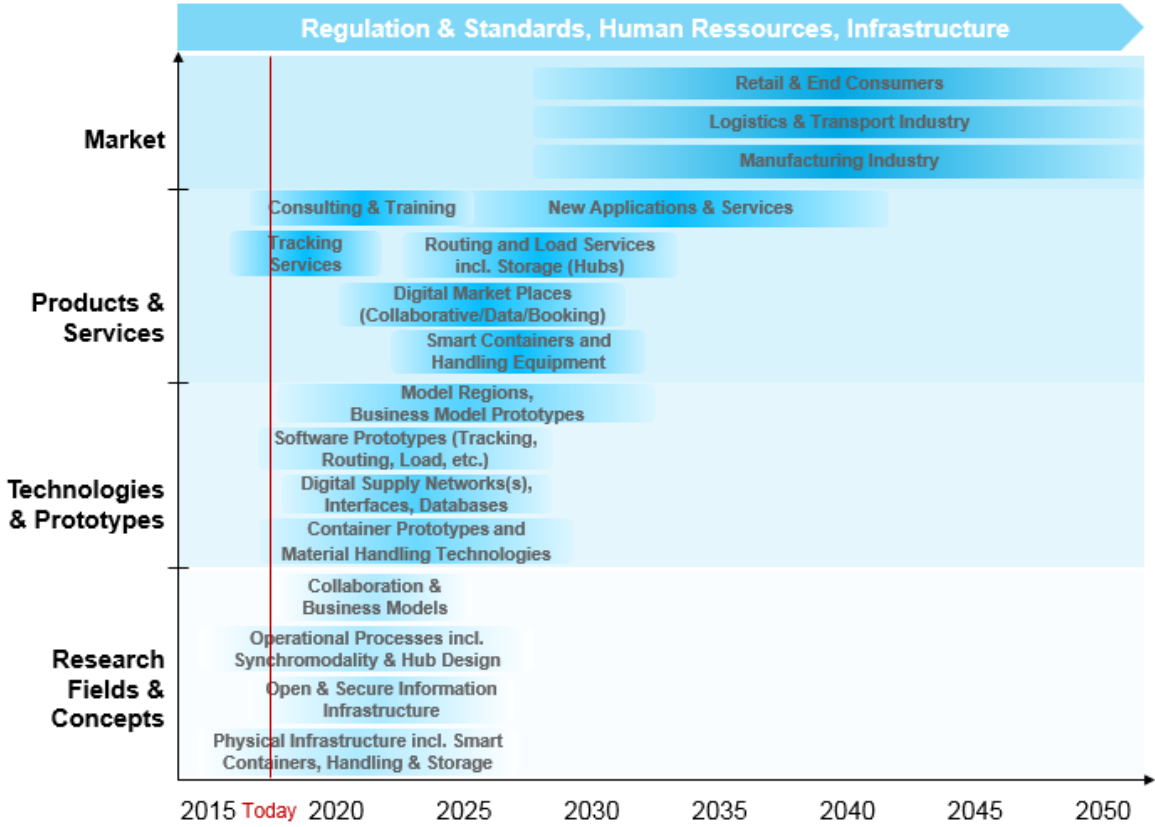 Regulation & Standards, Human Ressources, Infrastructure
Market
Retail & End Consumers
Logistics & Transport Industry
Manufacturing Industry
Products &
Services
Consulting & Training
New Applications & Services
Tracking
Services
Routing and Load Services
incl. Storage (Hubs)
Digital Market Places
(Collaborative/Data/Booking)
Smart Containers and
Handling Equipment
Technologies
& Prototypes
Model Regions,
Business Model Prototypes
Software Prototypes (Tracking,
Routing, Load, etc.)
Digital Supply Networks(s),
Interfaces, Databases
Container Prototypes and
Material Handling Technologies
Research
Fields &
Concepts
Collaboration &
Business Models
Operational Processes incl.
Synchromodality & Hub Design
Open & Secure Information
Infrastructure
Physical Infrastructure incl. Smart
Containers, Handling & Storage
2015 Today 2020 2025 2030 2035 2040 2045 2050